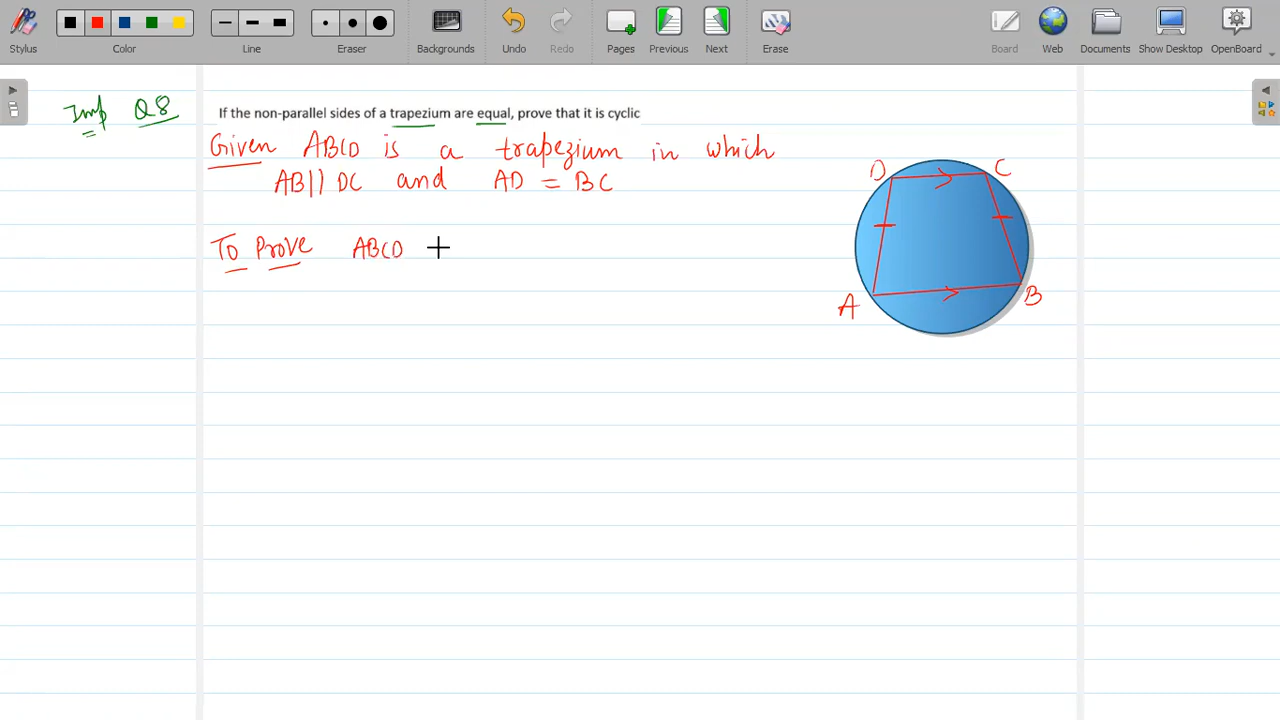 Stylus
Color
Line
Eraser
Backgrounds
Undo
Redo
Pages
Previous
Next
Erase
Board
Web
Documents
Show Desktop
OpenBoard
Imp Q8
If the non-parallel sides of a trapezium are equal, prove that it is cyclic
Given ABCD is a trapezium in which
AB || DC and AD = BC
To Prove ABCD
D
C
A
B